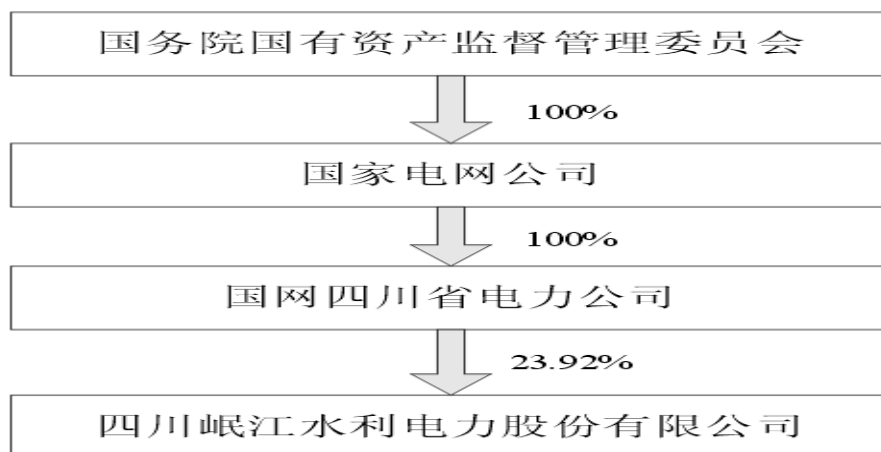 国务院国有资产监督管理委员会
100%
国家电网公司
100%
国网四川省电力公司
23.92%
四川岷江水利电力股份有限公司